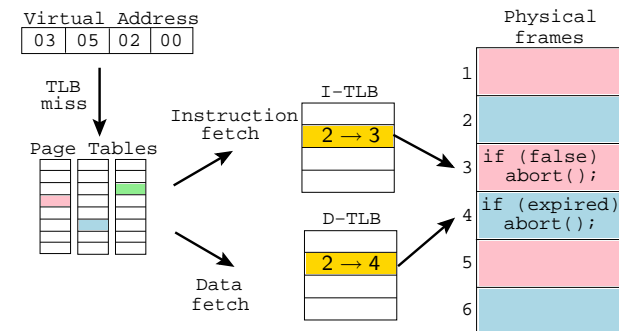 Virtual Address
03 05 02 00
TLB
miss
Page Tables
Instruction
fetch
Data
fetch
I-TLB
2 → 3
D-TLB
2 → 4
Physical
frames
1
2
3
if (false)
abort();
4
if (expired)
abort();
5
6